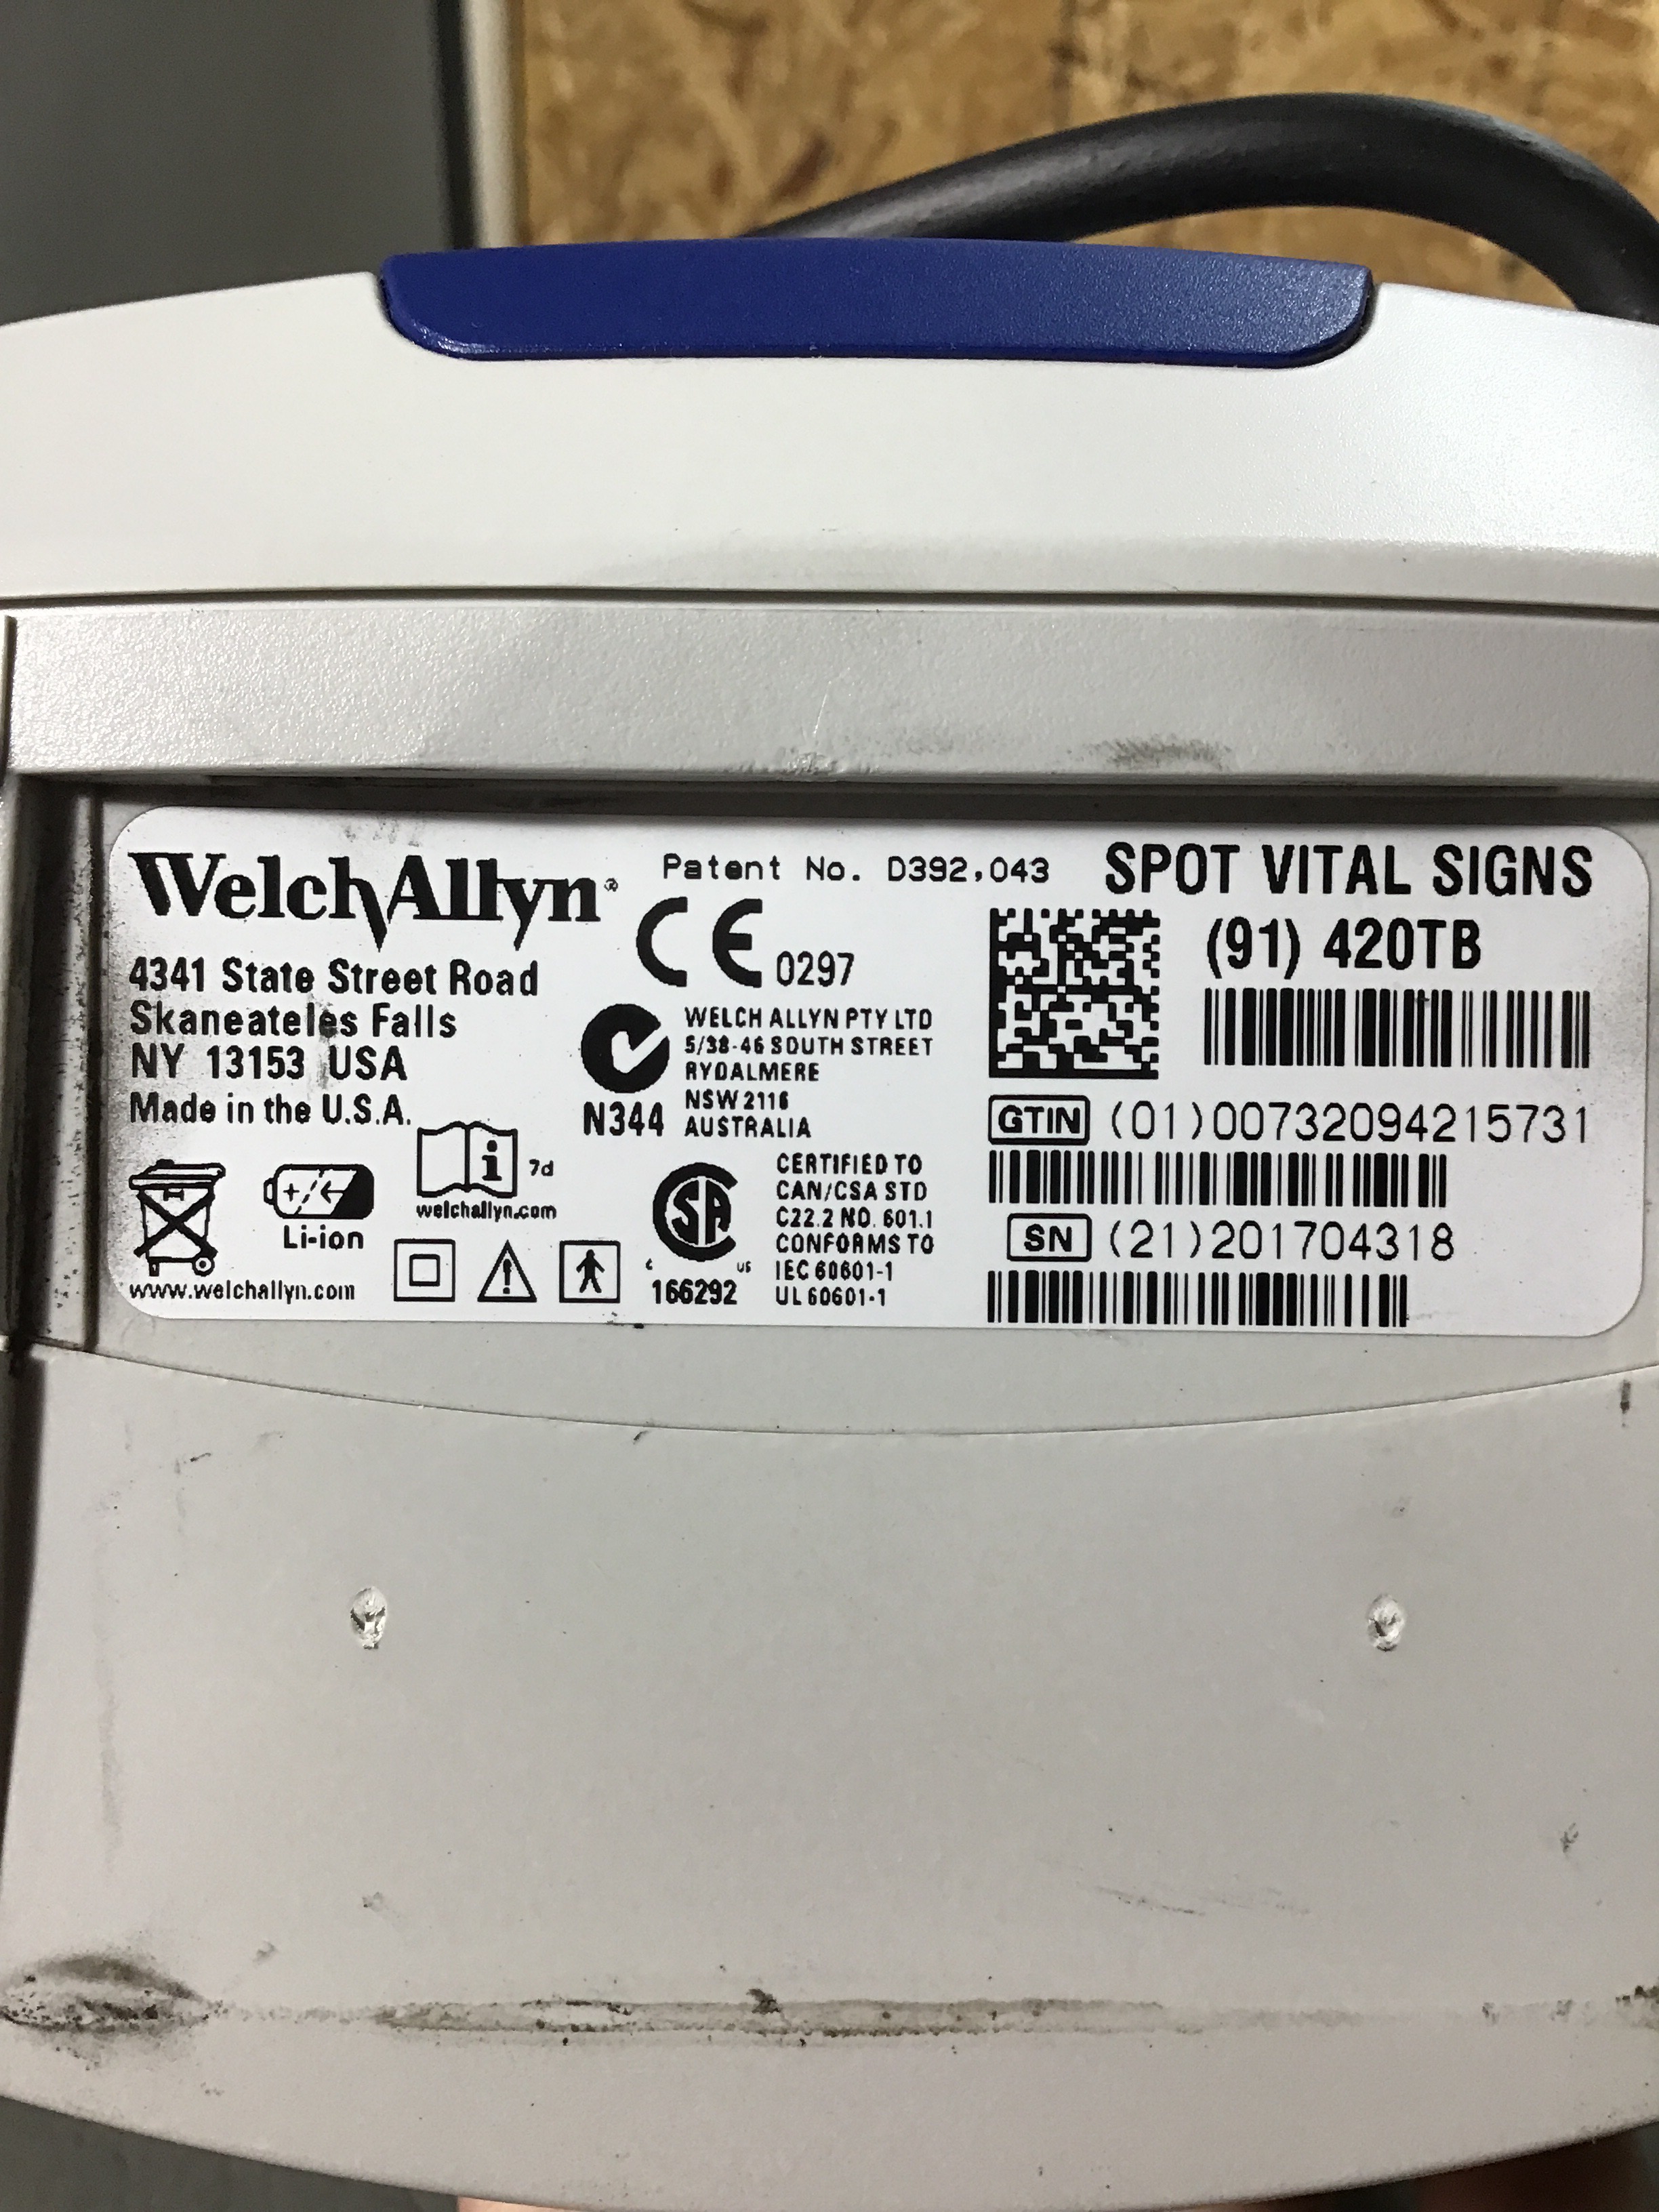 WelchAllyn®
4341 State Street Road
Skaneateles Falls
NY 13153 USA
Made in the U.S.A.
7d
welchallyn.com
Li-ion
www.welchallyn.com
Patent No. D392,043
CE 0297
N344
WELCH ALLYN PTY LTD
5/38-46 SOUTH STREET
RYDALMERE
NSW 2116
AUSTRALIA
CSA
c us
166292
CERTIFIED TO
CAN/CSA STD
C22.2 NO. 601.1
CONFORMS TO
IEC 60601-1
UL 60601-1
SPOT VITAL SIGNS
(91) 420TB
GTIN (01)00732094215731
SN (21)201704318